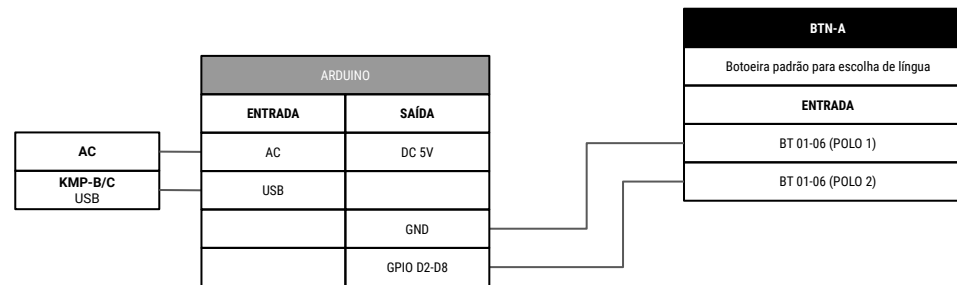 BTN-A
Botoeira padrão para escolha de língua
ENTRADA
BT 01-06 (POLO 1)
BT 01-06 (POLO 2)
ARDUINO
ENTRADA SAÍDA
AC DC 5V
USB
GND
GPIO D2-D8
AC
KMP-B/C
USB